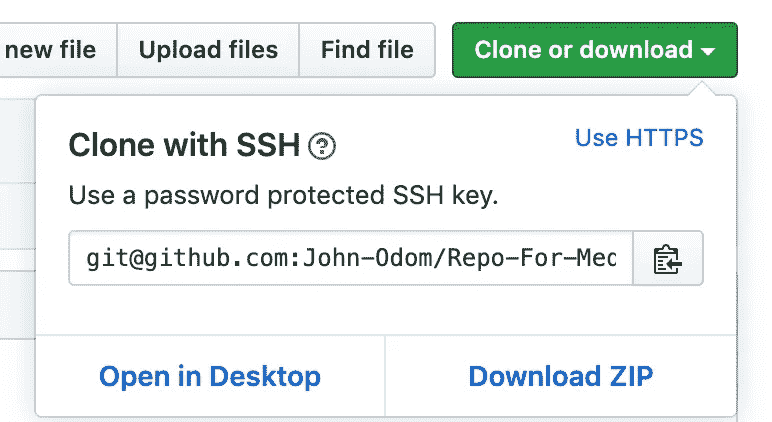 new file Upload files Find file Clone or download
Clone with SSH ? Use HTTPS
Use a password protected SSH key.
git@github.com:John-Odom/Repo-For-Med
Open in Desktop Download ZIP